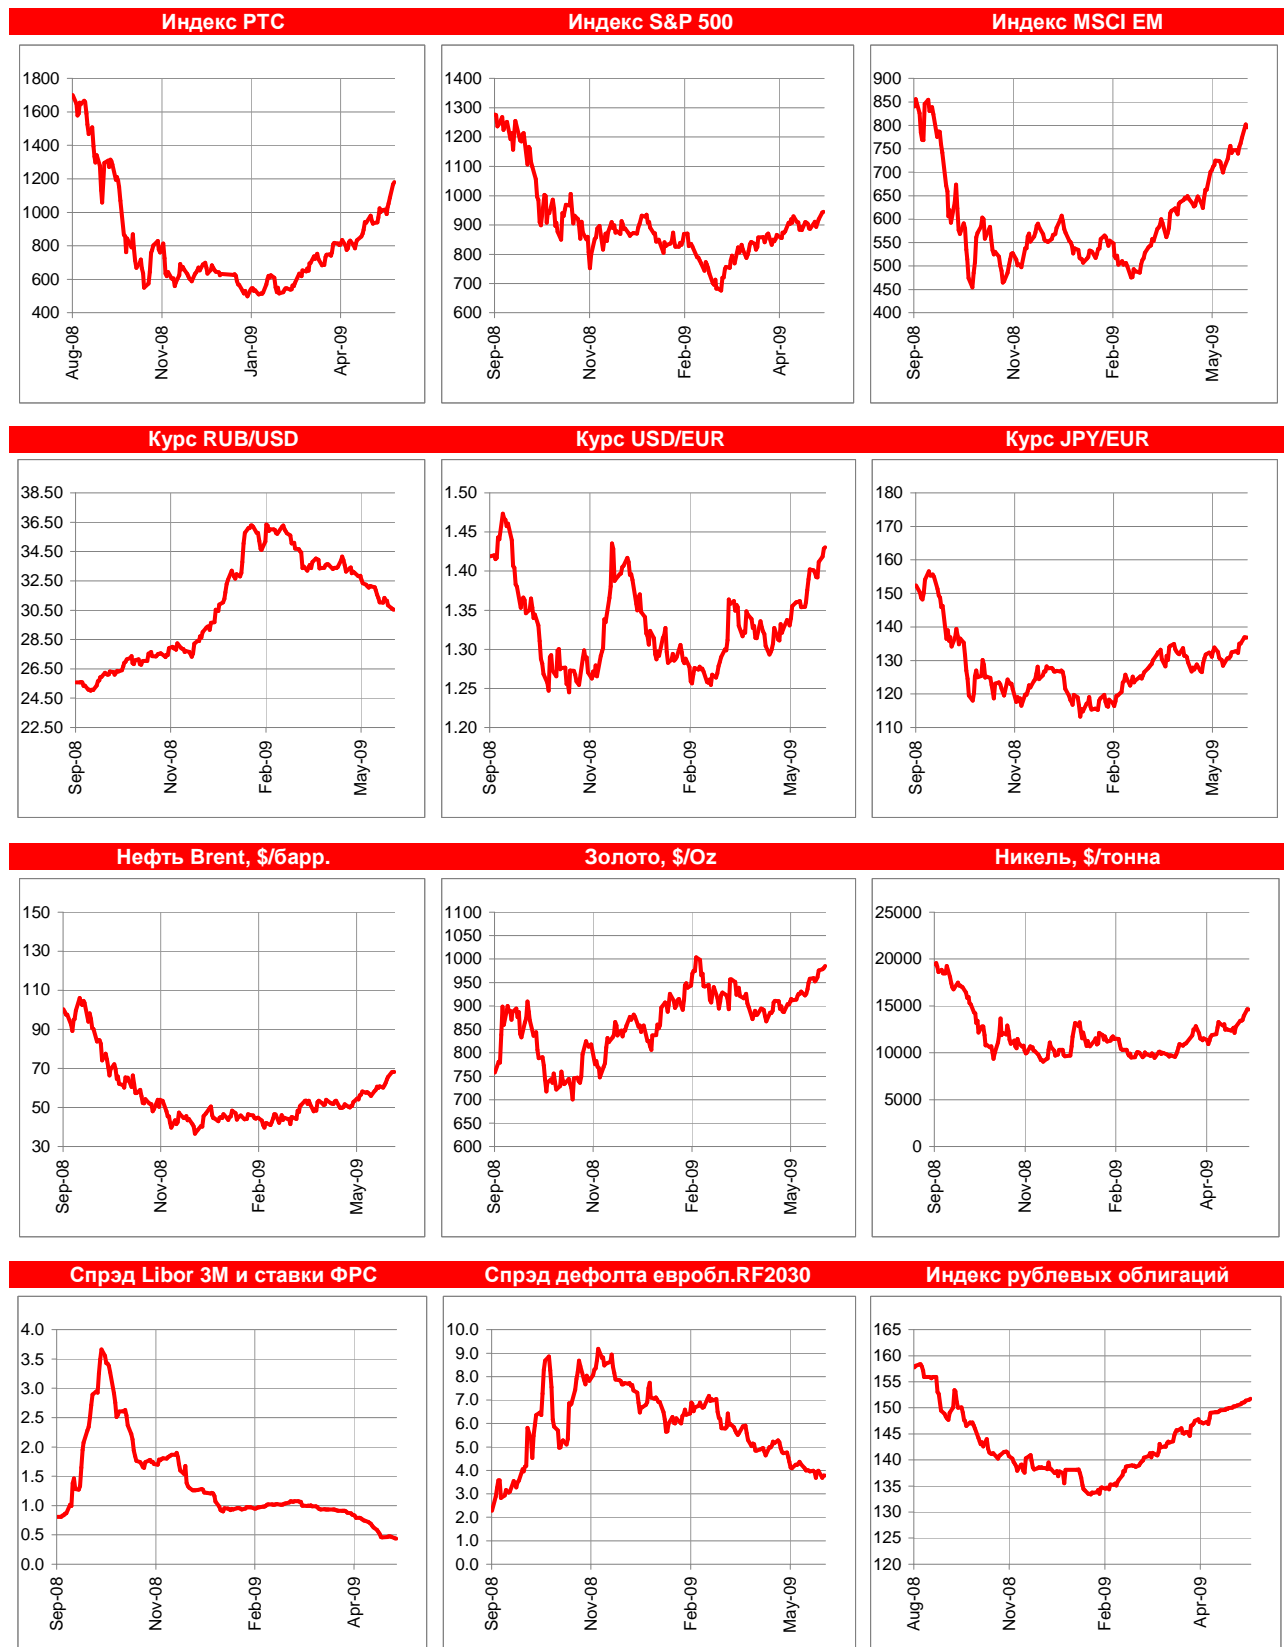 Индекс РТС
Индекс S&P 500
Индекс MSCI EM
1800
1600
1400
1200
1000
800
600
400
Aug-08
Nov-08
Jan-09
Apr-09
1400
1300
1200
1100
1000
900
800
700
600
Sep-08
Nov-08
Feb-09
Apr-09
900
850
800
750
700
650
600
550
500
450
400
Sep-08
Nov-08
Feb-09
May-09
Курс RUB/USD
Курс USD/EUR
Курс JPY/EUR
38.50
36.50
34.50
32.50
30.50
28.50
26.50
24.50
22.50
Sep-08
Nov-08
Feb-09
May-09
1.50
1.45
1.40
1.35
1.30
1.25
1.20
Sep-08
Nov-08
Feb-09
May-09
180
170
160
150
140
130
120
110
Sep-08
Nov-08
Feb-09
May-09
Нефть Brent, $/барр.
Золото, $/Oz
Никель, $/тонна
150
130
110
90
70
50
30
Sep-08
Nov-08
Feb-09
May-09
1100
1050
1000
950
900
850
800
750
700
650
600
Sep-08
Nov-08
Feb-09
May-09
25000
20000
15000
10000
5000
0
Sep-08
Nov-08
Feb-09
Apr-09
Спрэд Libor 3M и ставки ФРС
Спрэд дефолта евробл.RF2030
Индекс рублевых облигаций
4.0
3.5
3.0
2.5
2.0
1.5
1.0
0.5
0.0
Sep-08
Nov-08
Feb-09
Apr-09
10.0
9.0
8.0
7.0
6.0
5.0
4.0
3.0
2.0
1.0
0.0
Sep-08
Nov-08
Feb-09
May-09
165
160
155
150
145
140
135
130
125
120
Aug-08
Nov-08
Feb-09
Apr-09